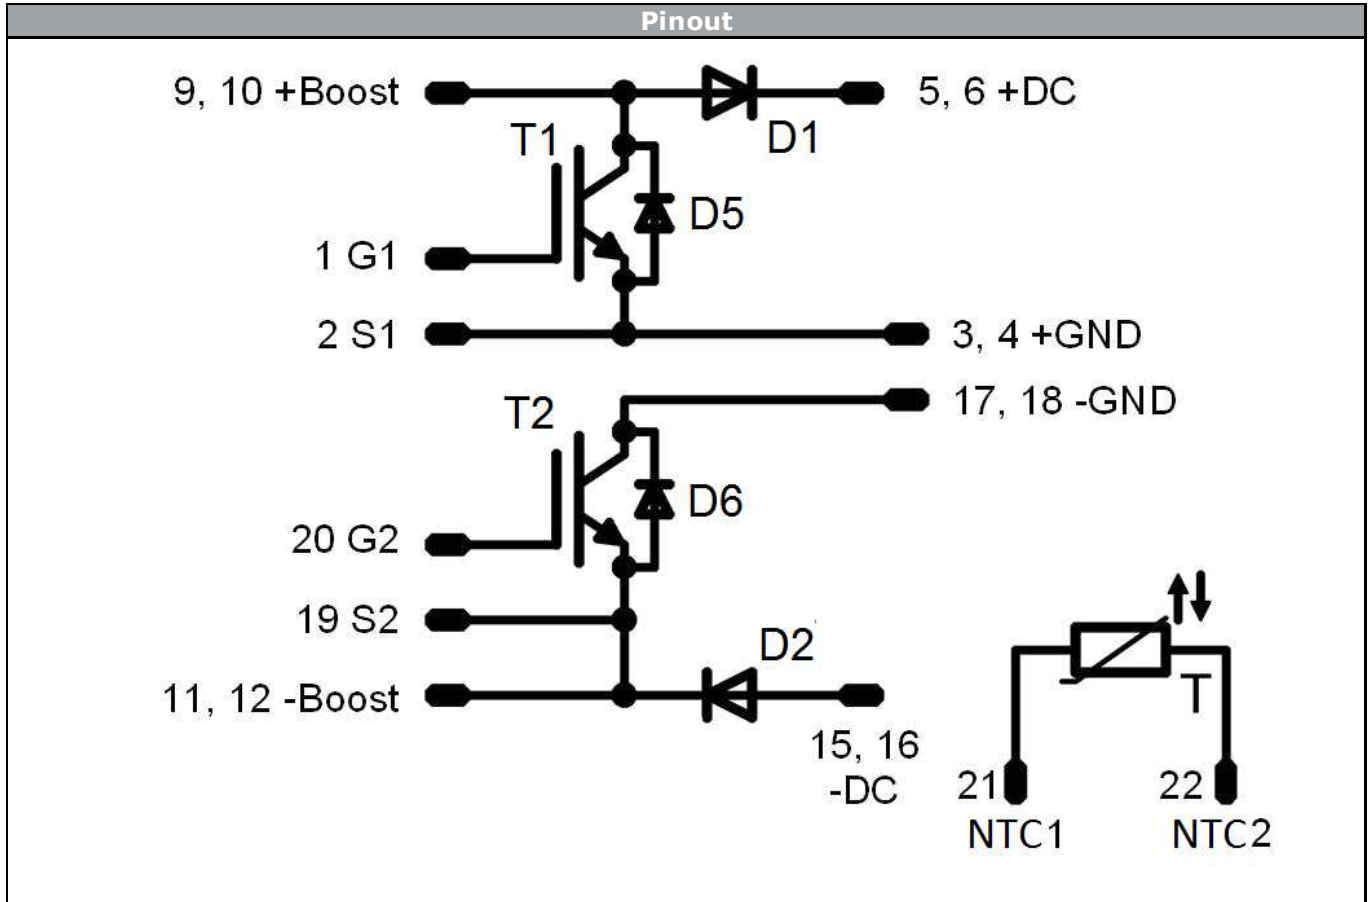 Pinout
9, 10 +Boost
5, 6 +DC
T1
D1
D5
1 G1
2 S1
3, 4 +GND
17, 18 -GND
T2
D6
20 G2
19 S2
D2
11, 12 -Boost
T
15, 16
-DC
21
22
NTC1
NTC2